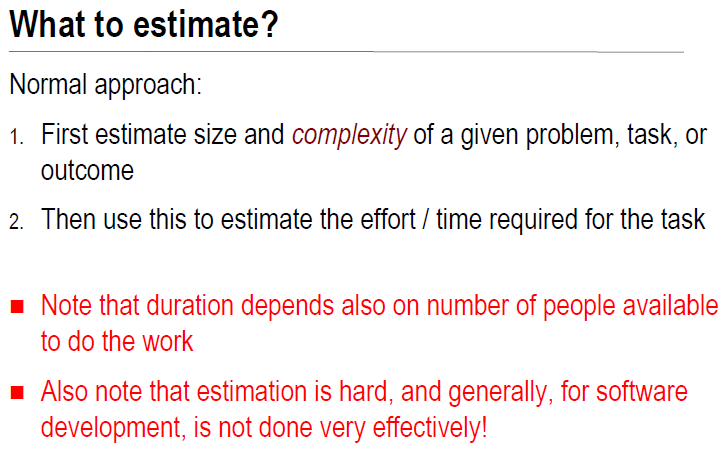 What to estimate?
Normal approach:
1. First estimate size and complexity of a given problem, task, or
outcome
2. Then use this to estimate the effort / time required for the task
■ Note that duration depends also on number of people available
to do the work
■ Also note that estimation is hard, and generally, for software
development, is not done very effectively!